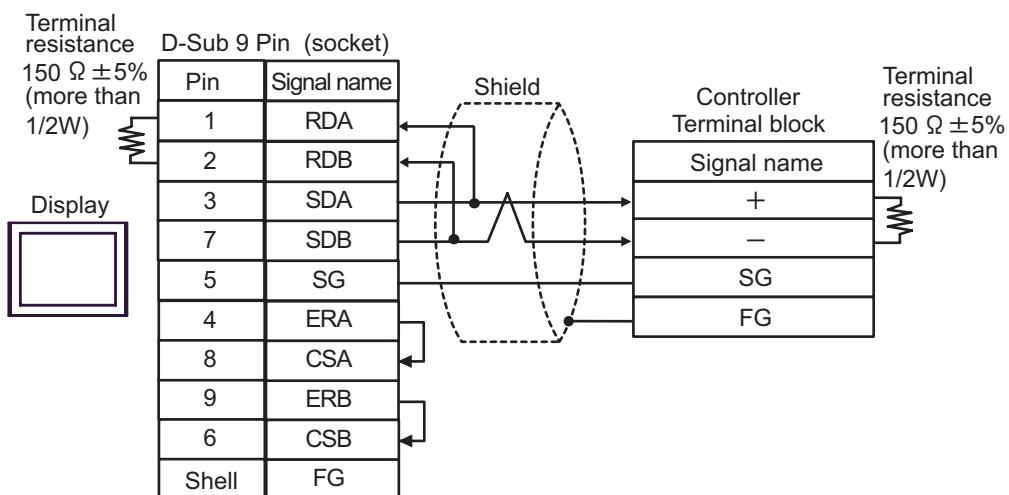 Terminal
resistance
150 Ω ±5%
(more than
1/2W)
D-Sub 9 Pin (socket)
Pin Signal name
1 RDA
2 RDB
3 SDA
7 SDB
5 SG
4 ERA
8 CSA
9 ERB
6 CSB
Shell FG
Display
Shield
Controller
Terminal block
Signal name
+
−
SG
FG
Terminal
resistance
150 Ω ±5%
(more than
1/2W)